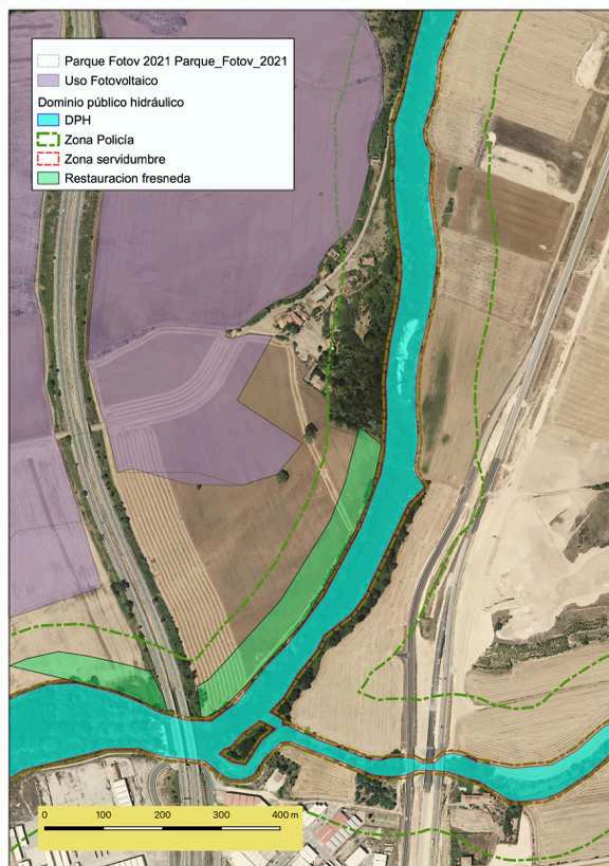 Parque Fotov 2021 Parque_Fotov_2021
Uso Fotovoltaico
Dominio público hidráulico
DPH
Zona Policía
Zona servidumbre
Restauracion fresneda
0 100 200 300 400 m